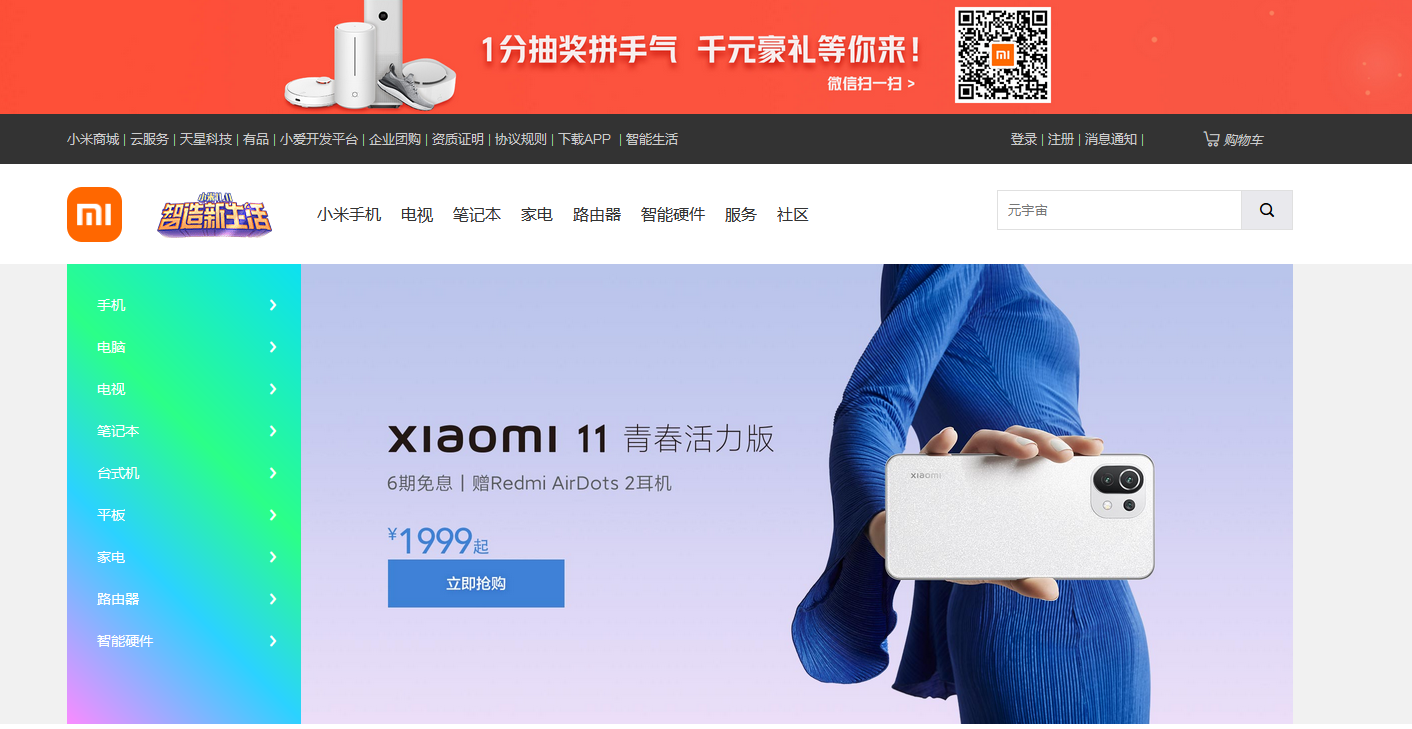 1分抽奖拼手气 千元豪礼等你来!
微信扫一扫 >
小米商城 | 云服务 | 天星科技 | 有品 | 小爱开发平台 | 企业团购 | 资质证明 | 协议规则 | 下载APP | 智能生活
登录 | 注册 | 消息通知 |
购物车
小米11.11
智造新生活
小米手机 电视 笔记本 家电 路由器 智能硬件 服务 社区
元宇宙
手机
电脑
电视
笔记本
台式机
平板
家电
路由器
智能硬件
xiaomi 11 青春活力版
6期免息 | 赠Redmi AirDots 2耳机
¥1999起
立即抢购
xiaomi